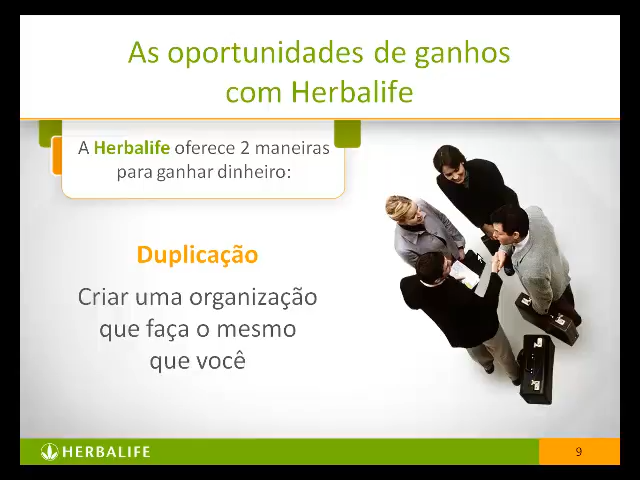 As oportunidades de ganhos
com Herbalife
A Herbalife oferece 2 maneiras
para ganhar dinheiro:
Duplicação
Criar uma organização
que faça o mesmo
que você
HERBALIFE
9